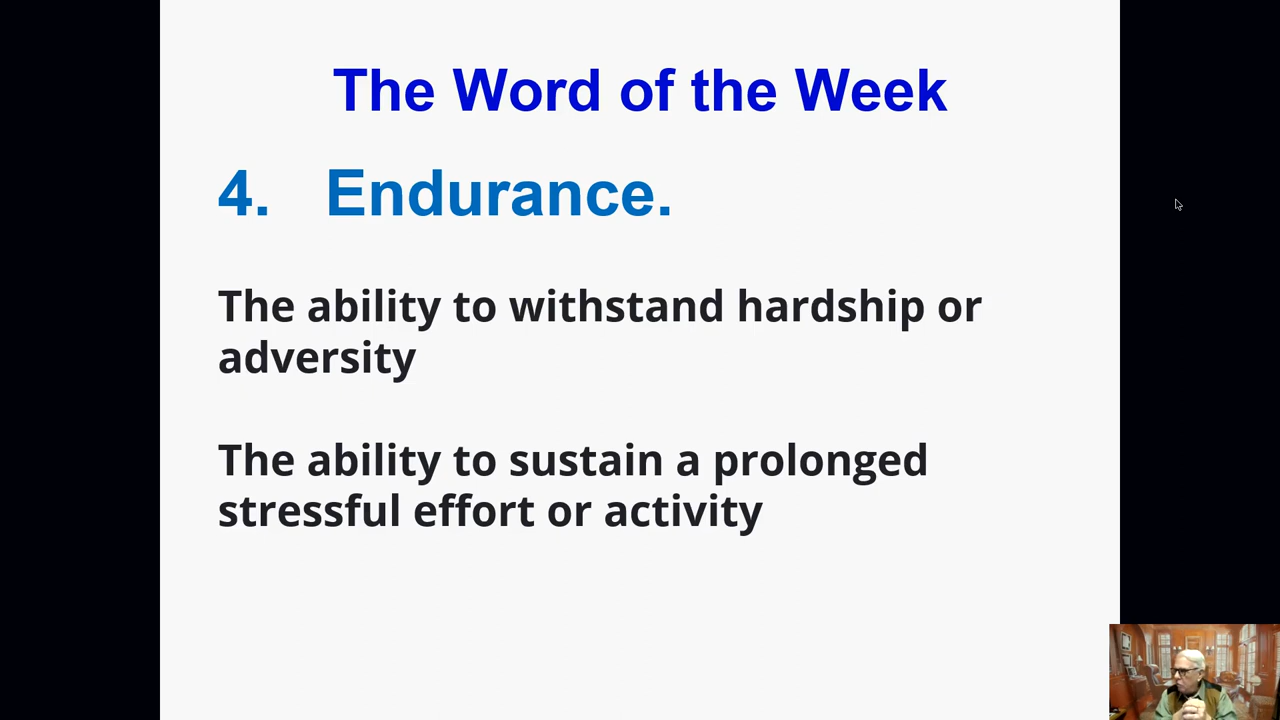 The Word of the Week
4. Endurance.
The ability to withstand hardship or
adversity
The ability to sustain a prolonged
stressful effort or activity